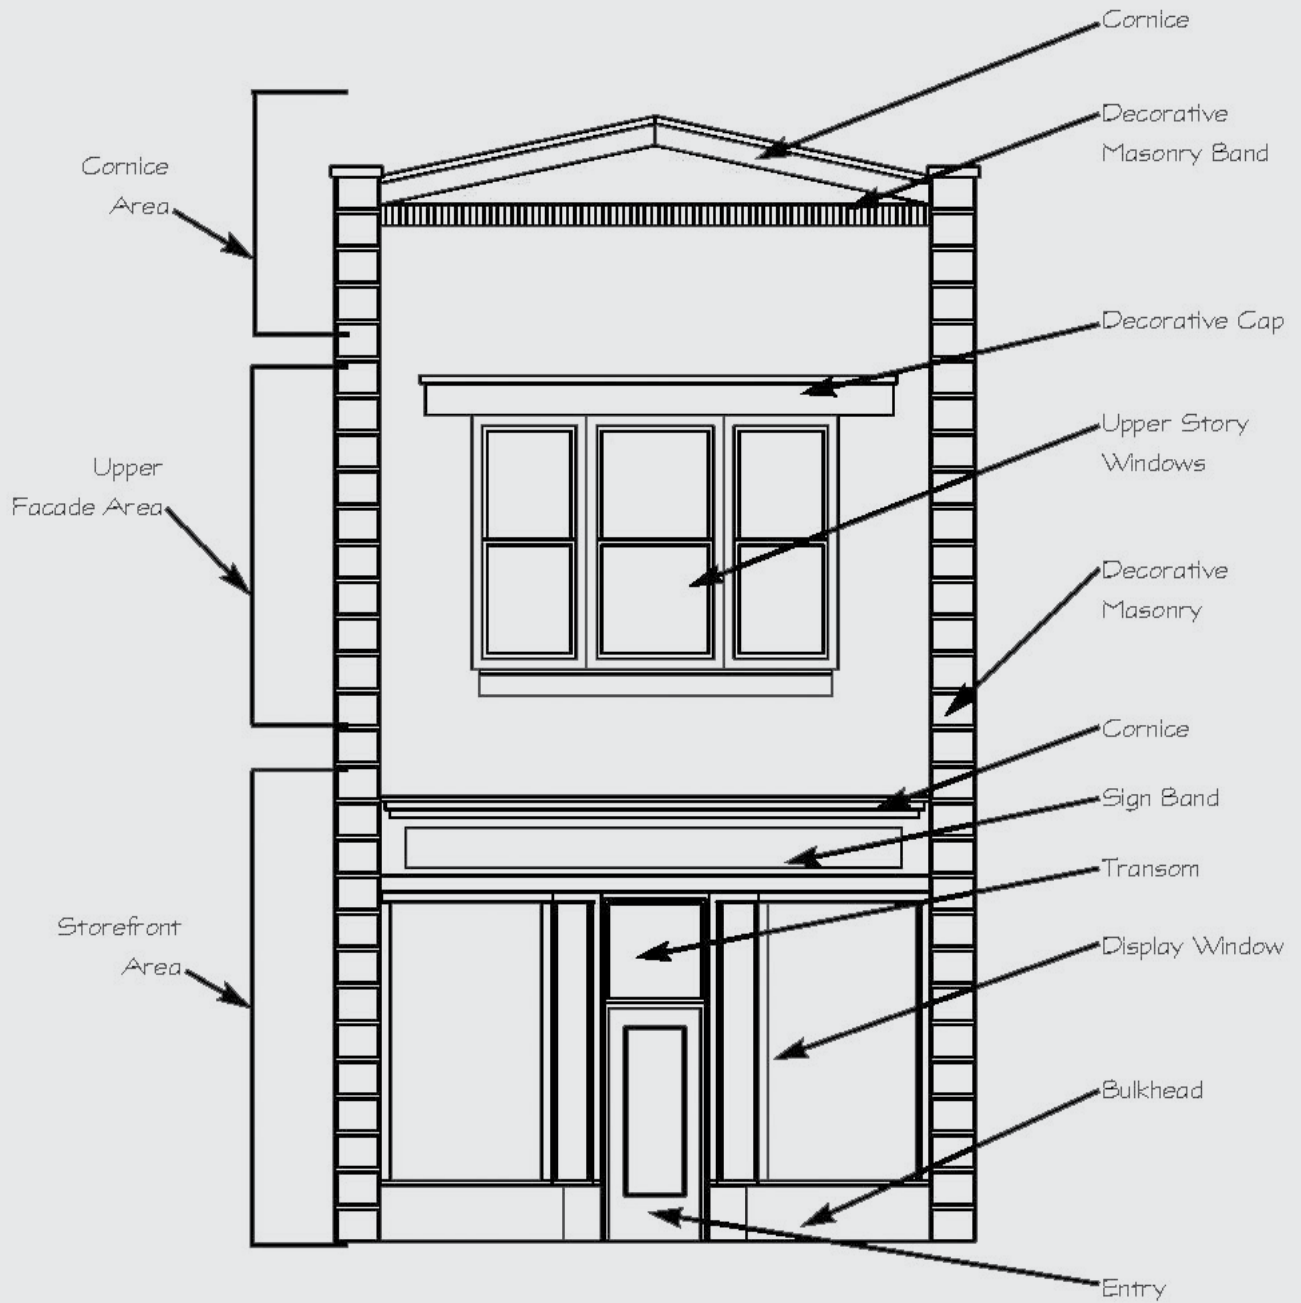 Cornice
Decorative
Masonry Band
Cornice
Area
Decorative Cap
Upper Story
Windows
Upper
Facade Area
Decorative
Masonry
Cornice
Sign Band
Transom
Storefront
Area
Display Window
Bulkhead
Entry